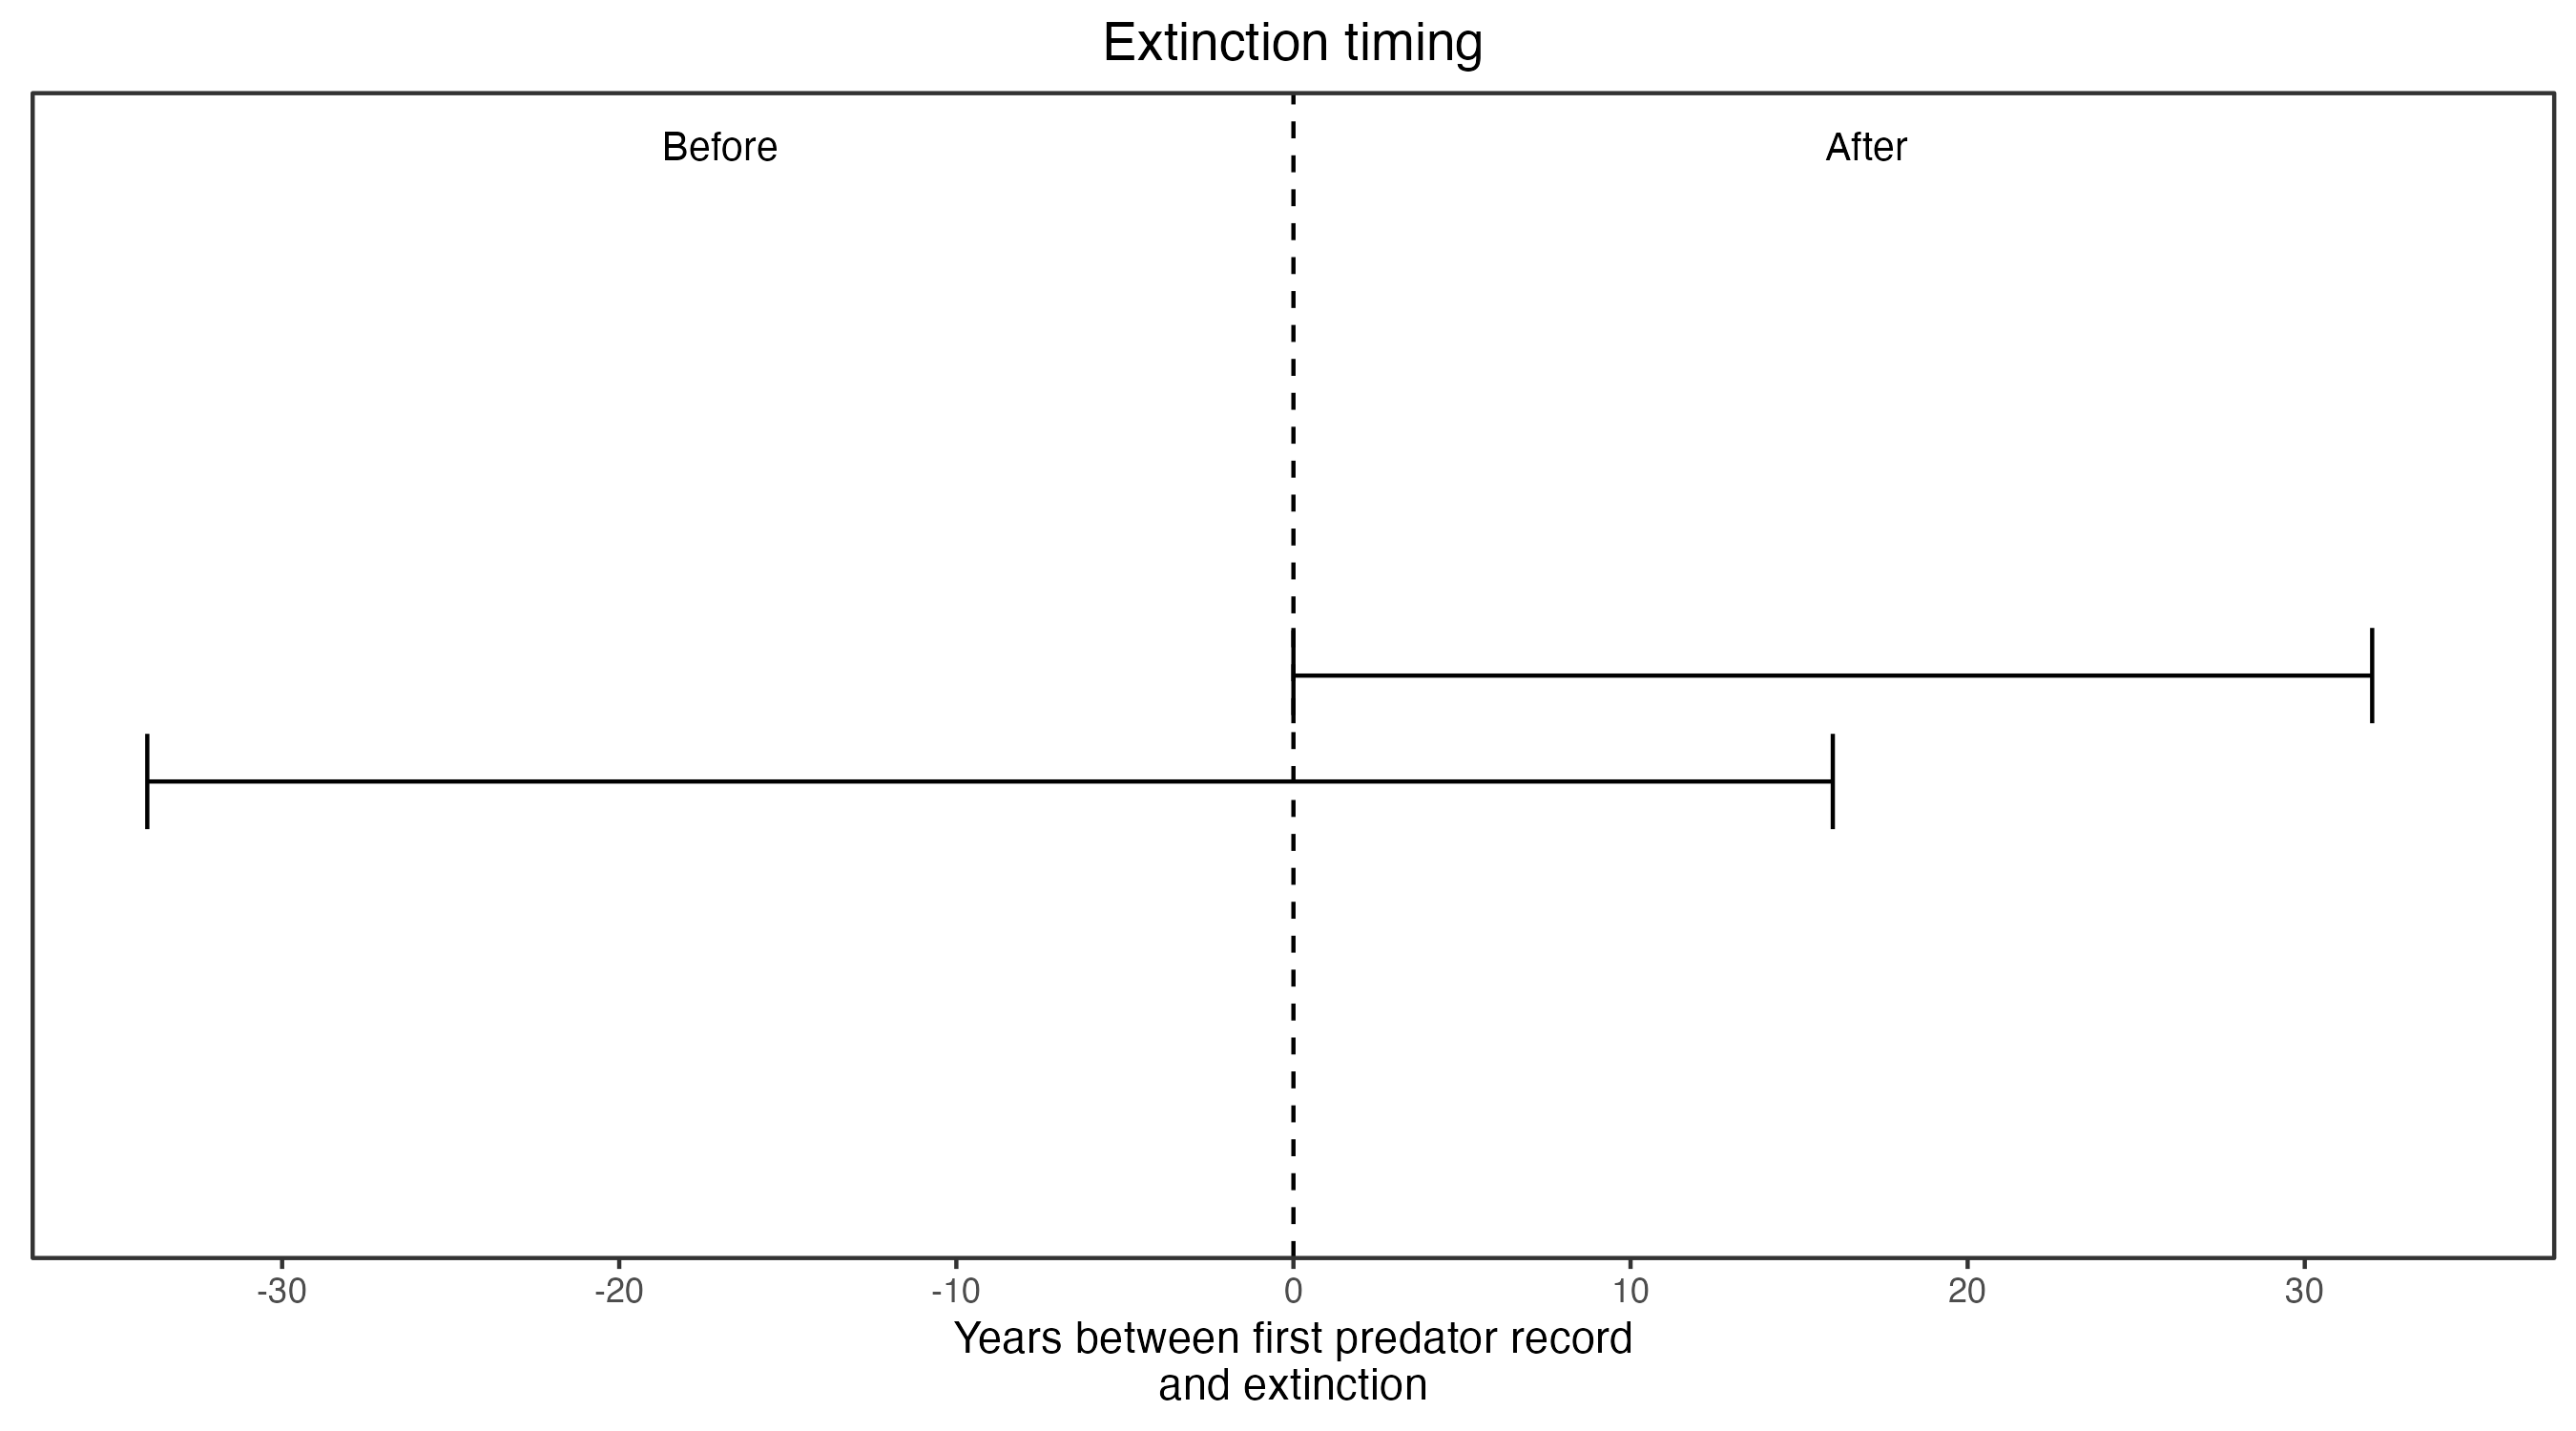 Extinction timing
Before After
-30 -20 -10 0 10 20 30
Years between first predator record
and extinction